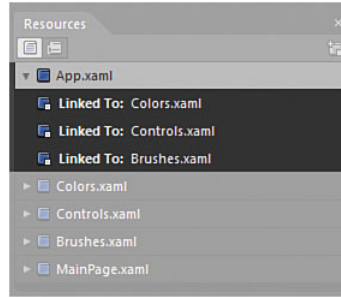 Resources
App.xaml
Linked To: Colors.xaml
Linked To: Controls.xaml
Linked To: Brushes.xaml
Colors.xaml
Controls.xaml
Brushes.xaml
MainPage.xaml